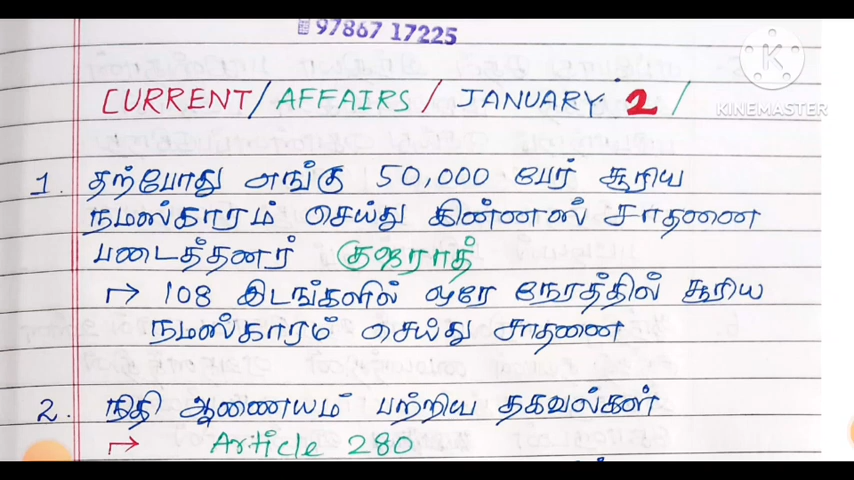 97867 17225
K
KINEMASTER
CURRENT/AFFAIRS/JANUARY 2/
1. தற்போது அங்கு 50,000 பேர் சூரிய
நமஸ்காரம் செய்து கின்னஸ் சாதனை
படைத்தனர் குஜராத்
→ 108 இடங்களில் ஒரே நேரத்தில் சூரிய
நமஸ்காரம் செய்து சாதனை
2. நிதி ஆணையம் பற்றிய தகவல்கள்
→ Article 280